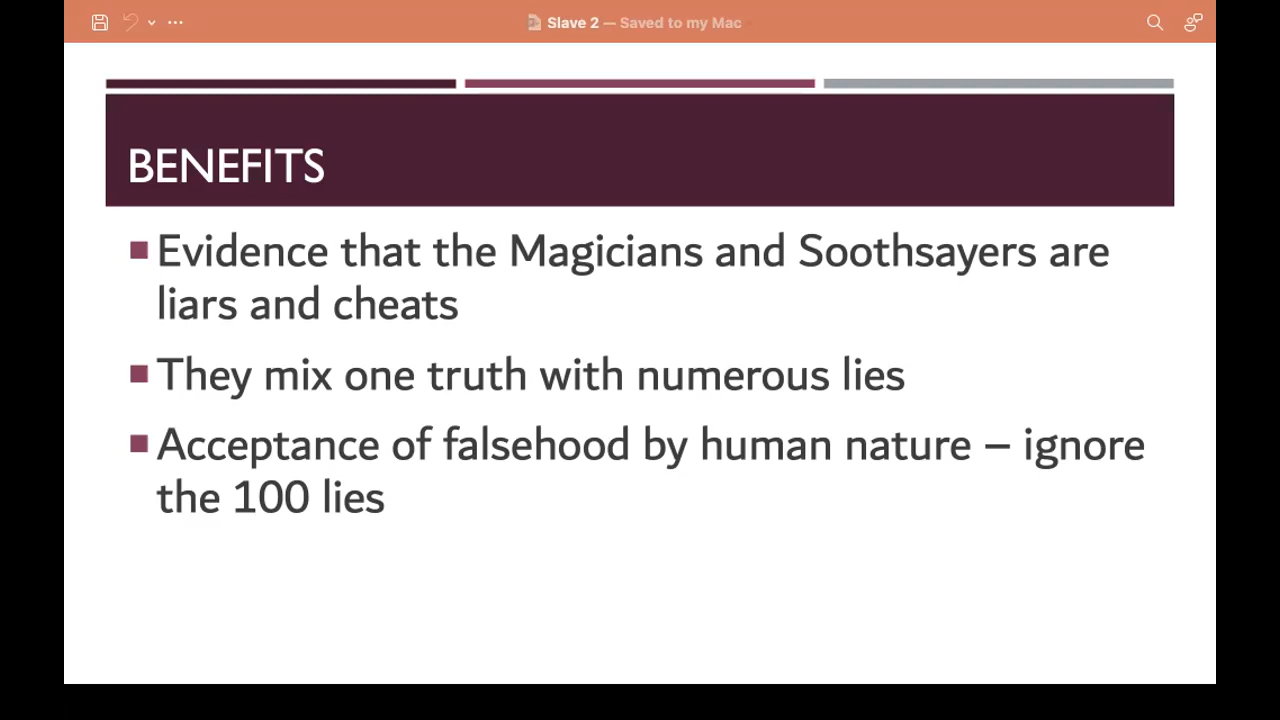 Slave 2 — Saved to my Mac
BENEFITS
Evidence that the Magicians and Soothsayers are
liars and cheats
They mix one truth with numerous lies
Acceptance of falsehood by human nature – ignore
the 100 lies